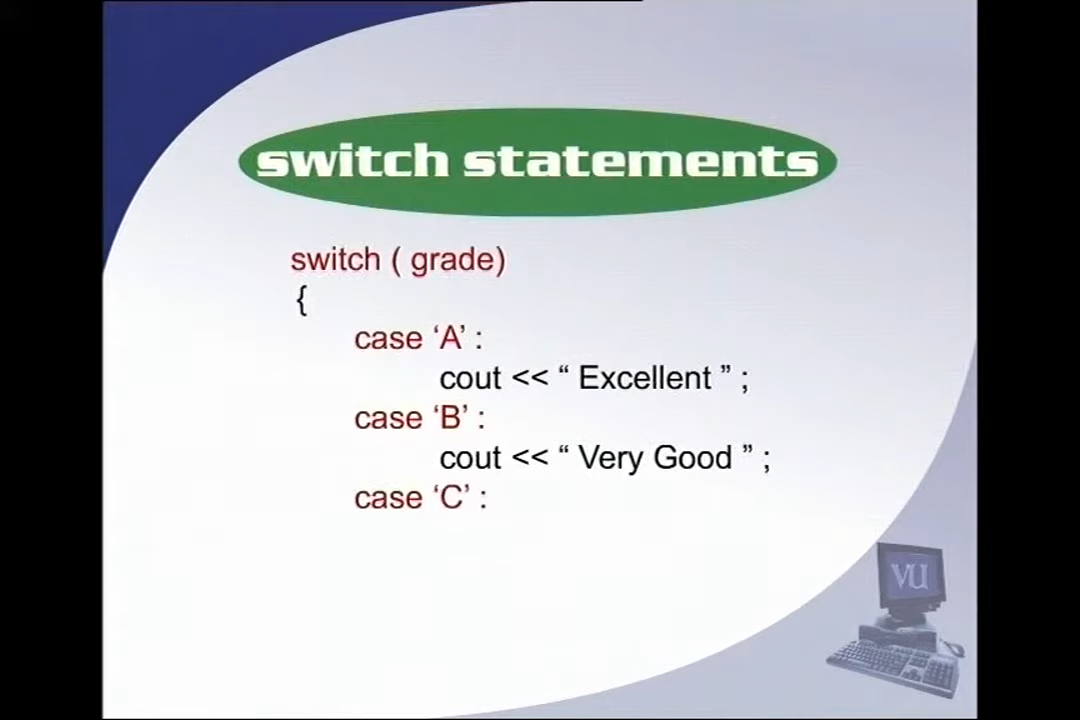 switch statements
switch ( grade)
{
case ‘A’ :
cout << “ Excellent ” ;
case ‘B’ :
cout << “ Very Good ” ;
case ‘C’ :
VU